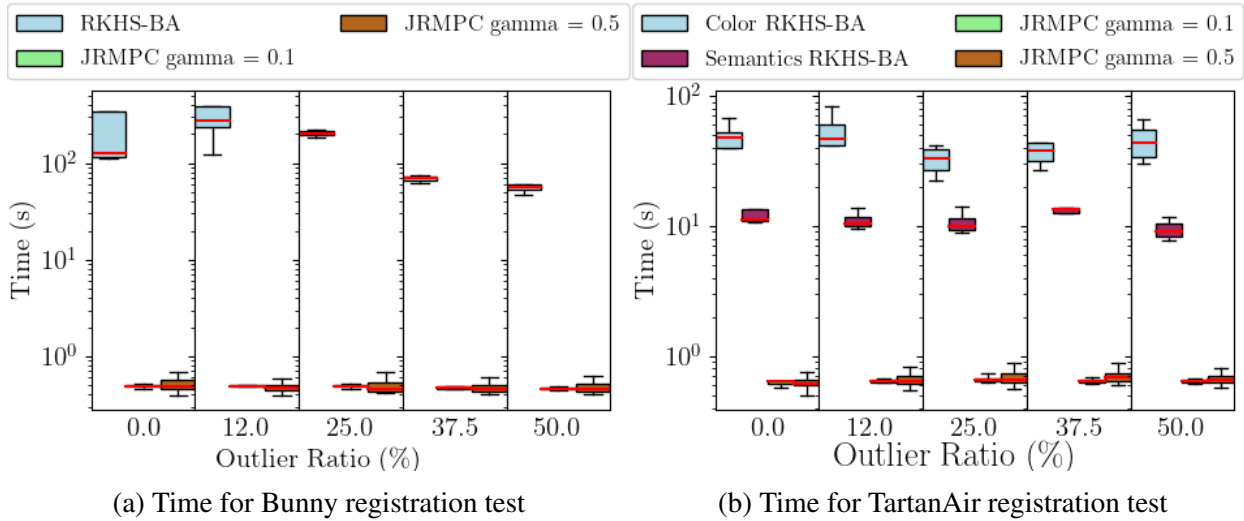 RKHS-BA
JRMPC gamma = 0.1
JRMPC gamma = 0.5
Time (s)
10²
10¹
10⁰
0.0 12.0 25.0 37.5 50.0
Outlier Ratio (%)
(a) Time for Bunny registration test
Color RKHS-BA
Semantics RKHS-BA
JRMPC gamma = 0.1
JRMPC gamma = 0.5
Time (s)
10²
10¹
10⁰
0.0 12.0 25.0 37.5 50.0
Outlier Ratio (%)
(b) Time for TartanAir registration test